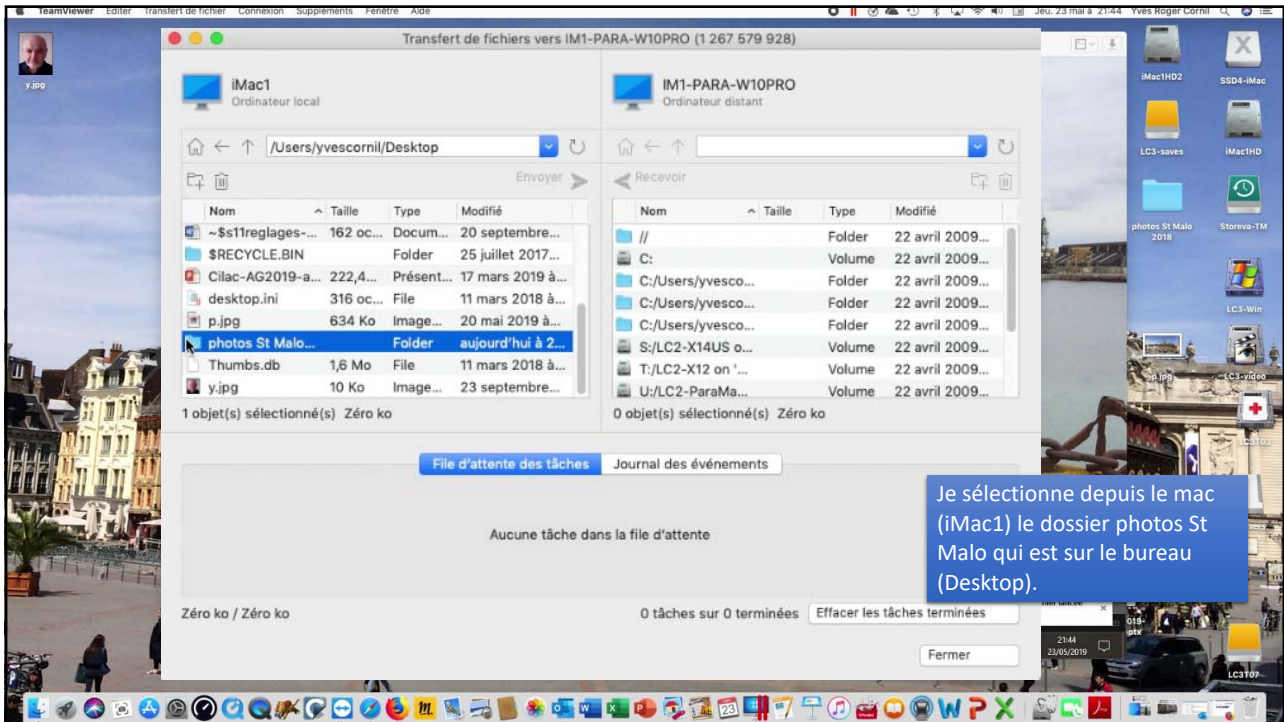 TeamViewer Editer Transfert de fichier Connexion Suppléments Fenêtre Aide
Jeu. 23 mai à 21:44 Yves Roger Cornil
y.jpg
Transfert de fichiers vers IM1-PARA-W10PRO (1 267 579 928)
iMac1
Ordinateur local
IM1-PARA-W10PRO
Ordinateur distant
/Users/yvescornil/Desktop
Envoyer
Recevoir
Nom Taille Type Modifié
~$s11reglages-... 162 oc... Docum... 20 septembre...
$RECYCLE.BIN Folder 25 juillet 2017...
Cilac-AG2019-a... 222,4... Présent... 17 mars 2019 à...
desktop.ini 316 oc... File 11 mars 2018 à...
p.jpg 634 Ko Image... 20 mai 2019 à...
photos St Malo... Folder aujourd'hui à 2...
Thumbs.db 1,6 Mo File 11 mars 2018 à...
y.jpg 10 Ko Image... 23 septembre...
1 objet(s) sélectionné(s) Zéro ko
Nom Taille Type Modifié
// Folder 22 avril 2009...
C: Volume 22 avril 2009...
C:/Users/yvesco... Folder 22 avril 2009...
C:/Users/yvesco... Folder 22 avril 2009...
C:/Users/yvesco... Folder 22 avril 2009...
S:/LC2-X14US o... Volume 22 avril 2009...
T:/LC2-X12 on '... Volume 22 avril 2009...
U:/LC2-ParaMa... Volume 22 avril 2009...
0 objet(s) sélectionné(s) Zéro ko
File d'attente des tâches Journal des événements
Aucune tâche dans la file d'attente
Je sélectionne depuis le mac
(iMac1) le dossier photos St
Malo qui est sur le bureau
(Desktop).
Zéro ko / Zéro ko
0 tâches sur 0 terminées Effacer les tâches terminées
Fermer
iMac1HD2 SSD4-iMac
LC3-saves iMac1HD
photos St Malo
2018
Storeva-TM
LC3-Win
p.jpg LC3-video
LC3T03
21:44
23/05/2019
LC3T07